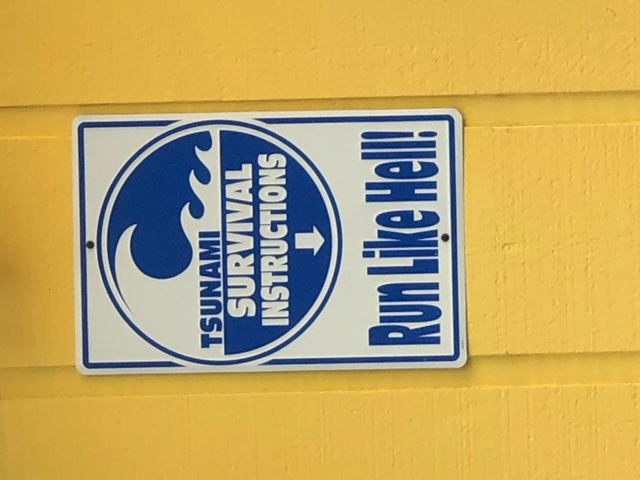 TSUNAMI
SURVIVAL
INSTRUCTIONS
Run Like Hell!